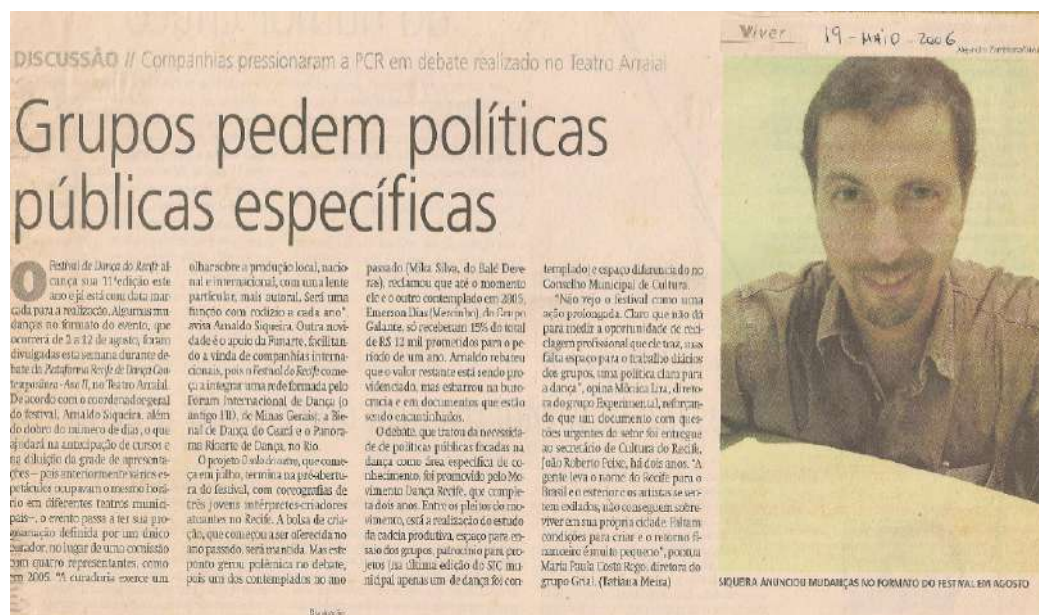 Viver 19 - MAIO - 2006
DISCUSSÃO // Companhias pressionaram a PCR em debate realizado no Teatro Arraial
Grupos pedem políticas
públicas específicas
O Festival de Dança do Recife al-
cança sua 11ª edição este
ano e já está com data mar-
cada para a realização. Algumas mu-
danças no formato do evento, que
ocorrerá de 2 a 12 de agosto, foram
divulgadas esta semana durante de-
bate da Plataforma Recife de Dança Con-
temporânea - Ano II, no Teatro Arraial.
De acordo com o coordenador geral
do festival, Arnaldo Siqueira, além
do dobro do número de dias, o que
ajudará na antecipação de cursos e
na diluição da grade de apresenta-
ções – pois anteriormente vários es-
petáculos ocupavam o mesmo horá-
rio em diferentes teatros munici-
pais–, o evento passa a ter sua pro-
gramação definida por um único
curador, no lugar de uma comissão
com quatro representantes, como
em 2005. "A curadoria exerce um
olhar sobre a produção local, nacio-
nal e internacional, com uma lente
particular, mais autoral. Será uma
função com rodízio a cada ano",
avisa Arnaldo Siqueira. Outra novi-
dade é o apoio da Funarte, facilitan-
do a vinda de companhias interna-
cionais, pois o Festival do Recife come-
ça a integrar uma rede formada pelo
Forum Internacional de Dança (o
antigo FID, de Minas Gerais); a Bie-
nal de Dança do Ceará e o Panora-
ma Rioarte de Dança, no Rio.
O projeto O solo do outro, que come-
ça em julho, termina na pré-abertu-
ra do festival, com coreografias de
três jovens intérpretes-criadores
atuantes no Recife. A bolsa de cria-
ção, que começou a ser oferecida no
ano passado, será mantida. Mas este
ponto gerou polêmica no debate,
pois um dos contemplados no ano
passado (Mika Silva, do Balé Deve
ras), reclamou que até o momento
ele e o outro contemplado em 2005,
Emerson Dias (Mestrinho), do Grupo
Galante, só receberam 15% do total
de R$ 12 mil prometidos para o pe-
ríodo de um ano. Arnaldo rebateu
que o valor restante está sendo pro-
videnciado, mas esbarrou na buro-
cracia e em documentos que estão
sendo encaminhados.
O debate, que tratou da necessida-
de de políticas públicas focadas na
dança como área específica de co-
nhecimento, foi promovido pelo Mo-
vimento Dança Recife, que comple-
ta dois anos. Entre os pleitos do mo-
vimento, está a realização do estudo
da cadeia produtiva, espaço para en-
saio dos grupos, patrocínio para pro-
jetos (na última edição do SIC mu-
nicipal apenas um de dança foi con-
templado) e espaço diferenciado no
Conselho Municipal de Cultura.
"Não vejo o festival como uma
ação prolongada. Claro que não dá
para medir a oportunidade de reci-
clagem profissional que ele traz, mas
falta espaço para o trabalho diários
dos grupos, uma política clara para
a dança", opina Mônica Lira, direto-
ra do grupo Experimental, reforçan-
do que um documento com ques-
tões urgentes do setor foi entregue
ao secretário de Cultura do Recife,
João Roberto Peixe, há dois anos. "A
gente leva o nome do Recife para o
Brasil e o exterior e os artistas se sen-
tem exilados, não conseguem sobre-
viver em sua própria cidade. Faltam
condições para criar e o retorno fi-
nanceiro é muito pequeno", pontua
Maria Paula Costa Rêgo, diretora do
grupo Grial. (Tatiana Meira)
SIQUEIRA ANUNCIOU MUDANÇAS NO FORMATO DO FESTIVAL EM AGOSTO